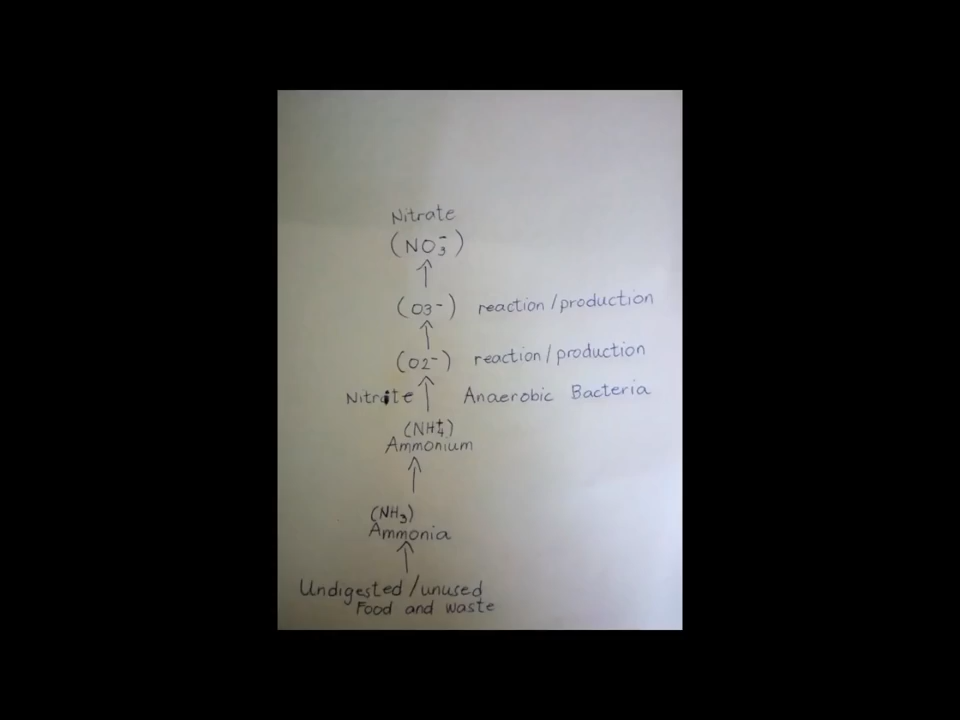 Nitrate
(NO₃⁻)
(O3⁻) reaction/production
(O2⁻) reaction/production
Nitrite Anaerobic Bacteria
(NH₄⁺)
Ammonium
(NH₃)
Ammonia
Undigested/unused
Food and waste